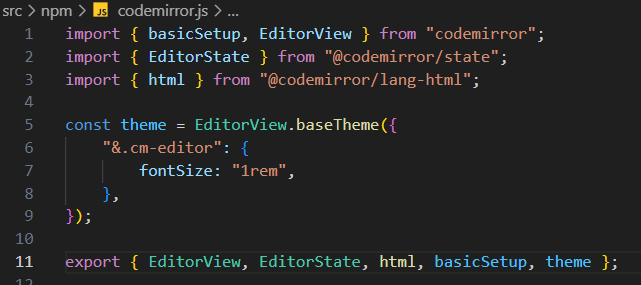 src > npm > JS codemirror.js > ...
1 import { basicSetup, EditorView } from "codemirror";
2 import { EditorState } from "@codemirror/state";
3 import { html } from "@codemirror/lang-html";
4
5 const theme = EditorView.baseTheme({
6     "&.cm-editor": {
7         fontSize: "1rem",
8     },
9 });
10
11 export { EditorView, EditorState, html, basicSetup, theme };
12